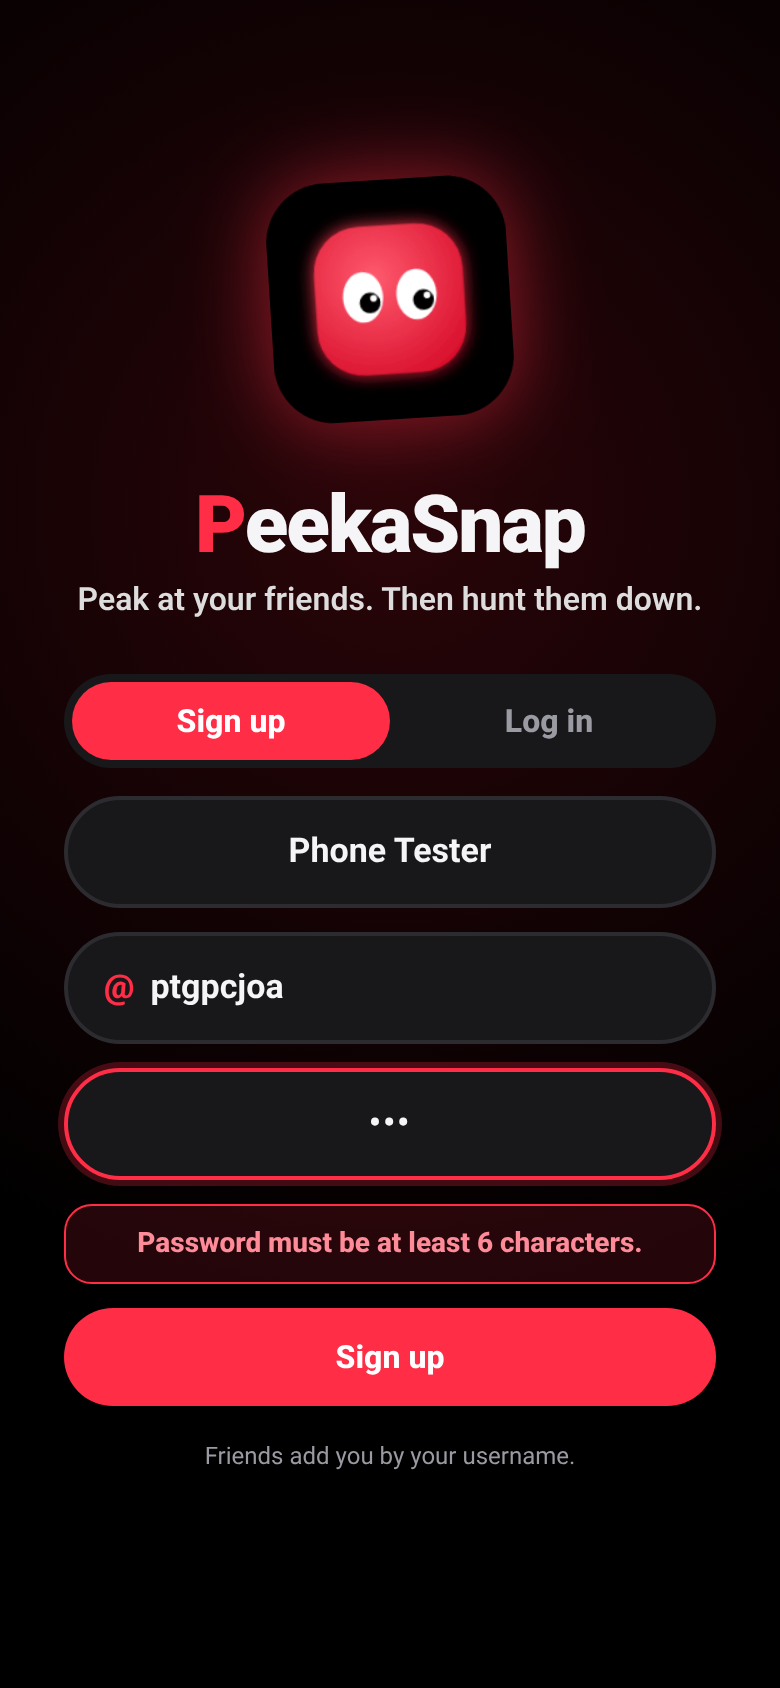 PeekaSnap
Peak at your friends. Then hunt them down.
Sign up
Log in
Phone Tester
@ ptgpcjoa
•••
Password must be at least 6 characters.
Sign up
Friends add you by your username.